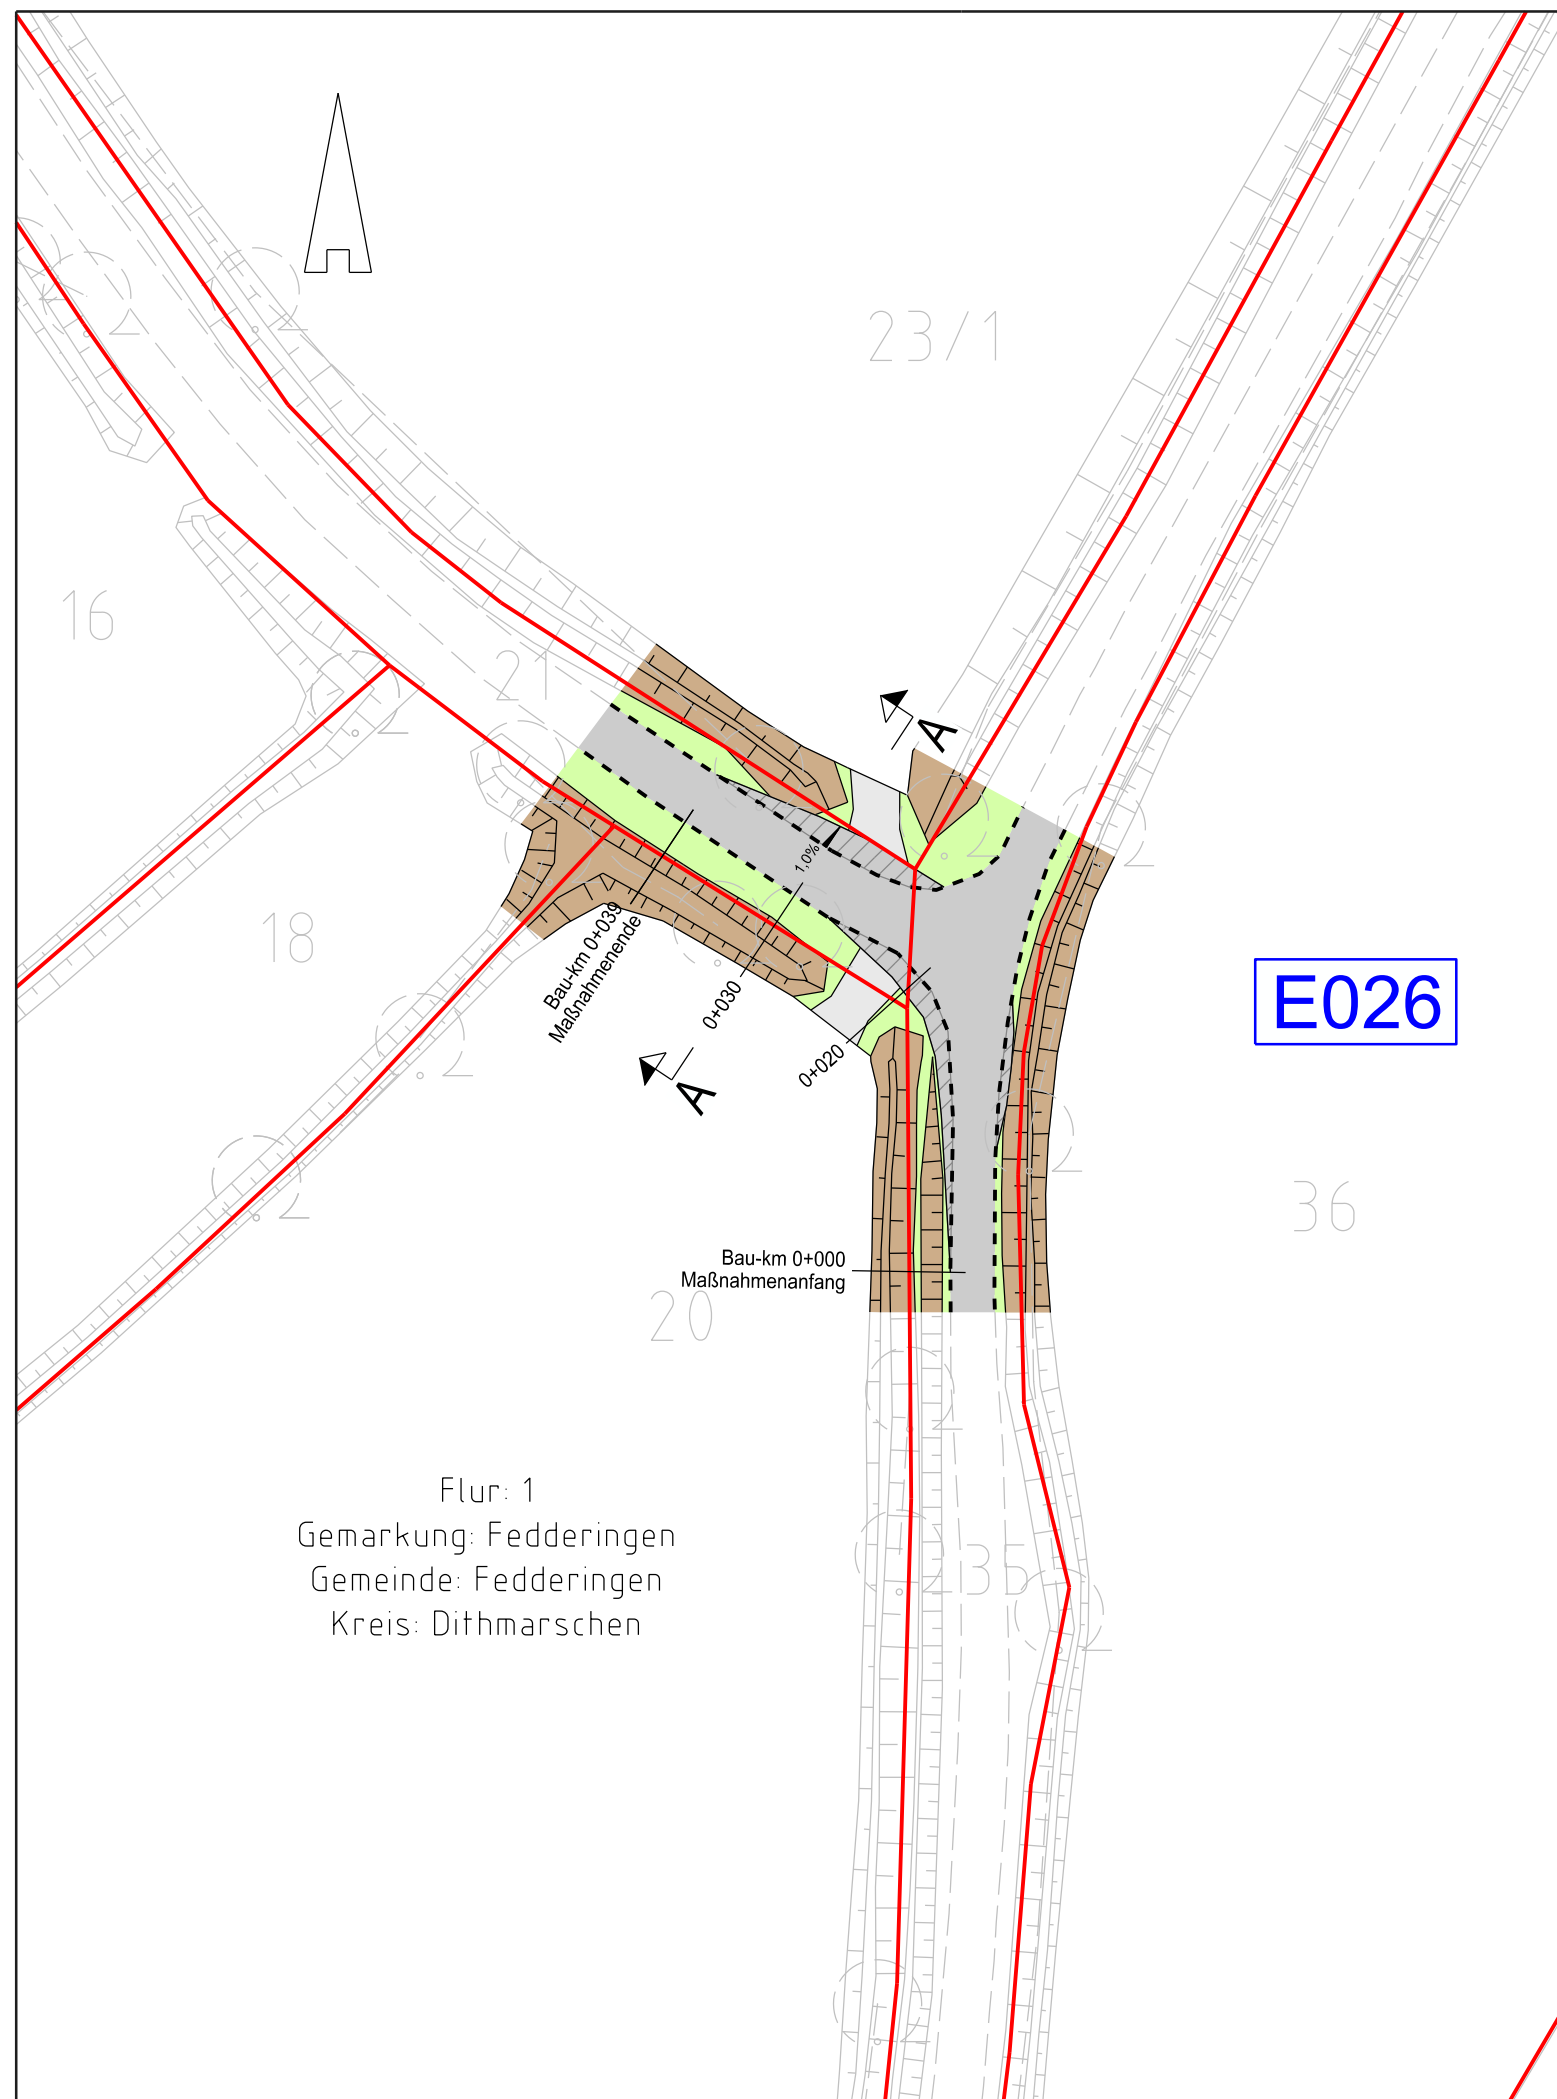 23/1
16
21
A
1,0%
18
Bau-km 0+039
Maßnahmenende
0+030
E026
0+020
A
36
Bau-km 0+000
Maßnahmenanfang
20
Flur: 1
Gemarkung: Fedderingen
Gemeinde: Fedderingen
Kreis: Dithmarschen
235